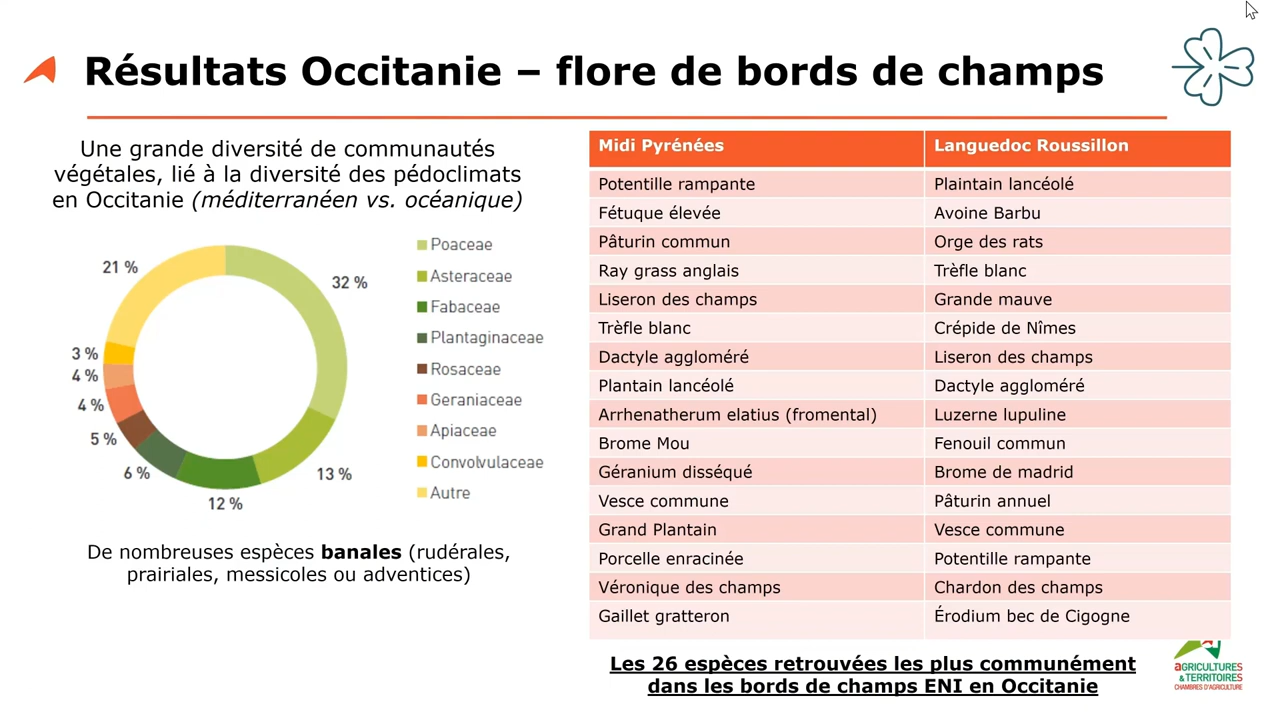 Résultats Occitanie – flore de bords de champs
Une grande diversité de communautés
végétales, lié à la diversité des pédoclimats
en Occitanie (méditerranéen vs. océanique)
21 %
32 %
3 %
4 %
4 %
5 %
6 %
12 %
13 %
Poaceae
Asteraceae
Fabaceae
Plantaginaceae
Rosaceae
Geraniaceae
Apiaceae
Convolvulaceae
Autre
De nombreuses espèces banales (rudérales,
prairiales, messicoles ou adventices)
Midi Pyrénées Languedoc Roussillon
Potentille rampante Plaintain lancéolé
Fétuque élevée Avoine Barbu
Pâturin commun Orge des rats
Ray grass anglais Trèfle blanc
Liseron des champs Grande mauve
Trèfle blanc Crépide de Nîmes
Dactyle aggloméré Liseron des champs
Plantain lancéolé Dactyle aggloméré
Arrhenatherum elatius (fromental) Luzerne lupuline
Brome Mou Fenouil commun
Géranium disséqué Brome de madrid
Vesce commune Pâturin annuel
Grand Plantain Vesce commune
Porcelle enracinée Potentille rampante
Véronique des champs Chardon des champs
Gaillet gratteron Érodium bec de Cigogne
Les 26 espèces retrouvées les plus communément
dans les bords de champs ENI en Occitanie
AGRICULTURES
& TERRITOIRES
CHAMBRES D'AGRICULTURE